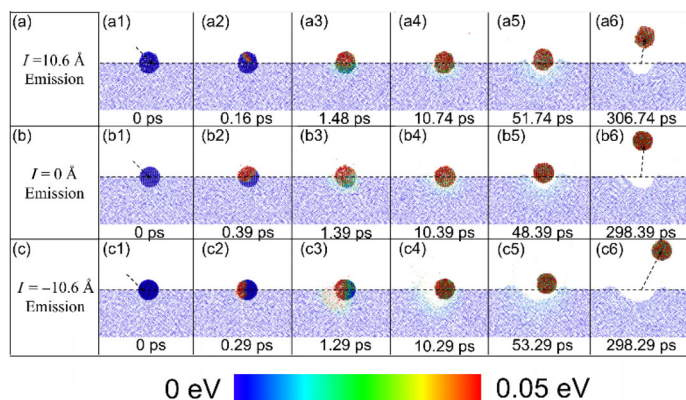 (a) (a1) (a2) (a3) (a4) (a5) (a6)
I = 10.6 Å
Emission
0 ps 0.16 ps 1.48 ps 10.74 ps 51.74 ps 306.74 ps
(b) (b1) (b2) (b3) (b4) (b5) (b6)
I = 0 Å
Emission
0 ps 0.39 ps 1.39 ps 10.39 ps 48.39 ps 298.39 ps
(c) (c1) (c2) (c3) (c4) (c5) (c6)
I = −10.6 Å
Emission
0 ps 0.29 ps 1.29 ps 10.29 ps 53.29 ps 298.29 ps
0 eV 0.05 eV